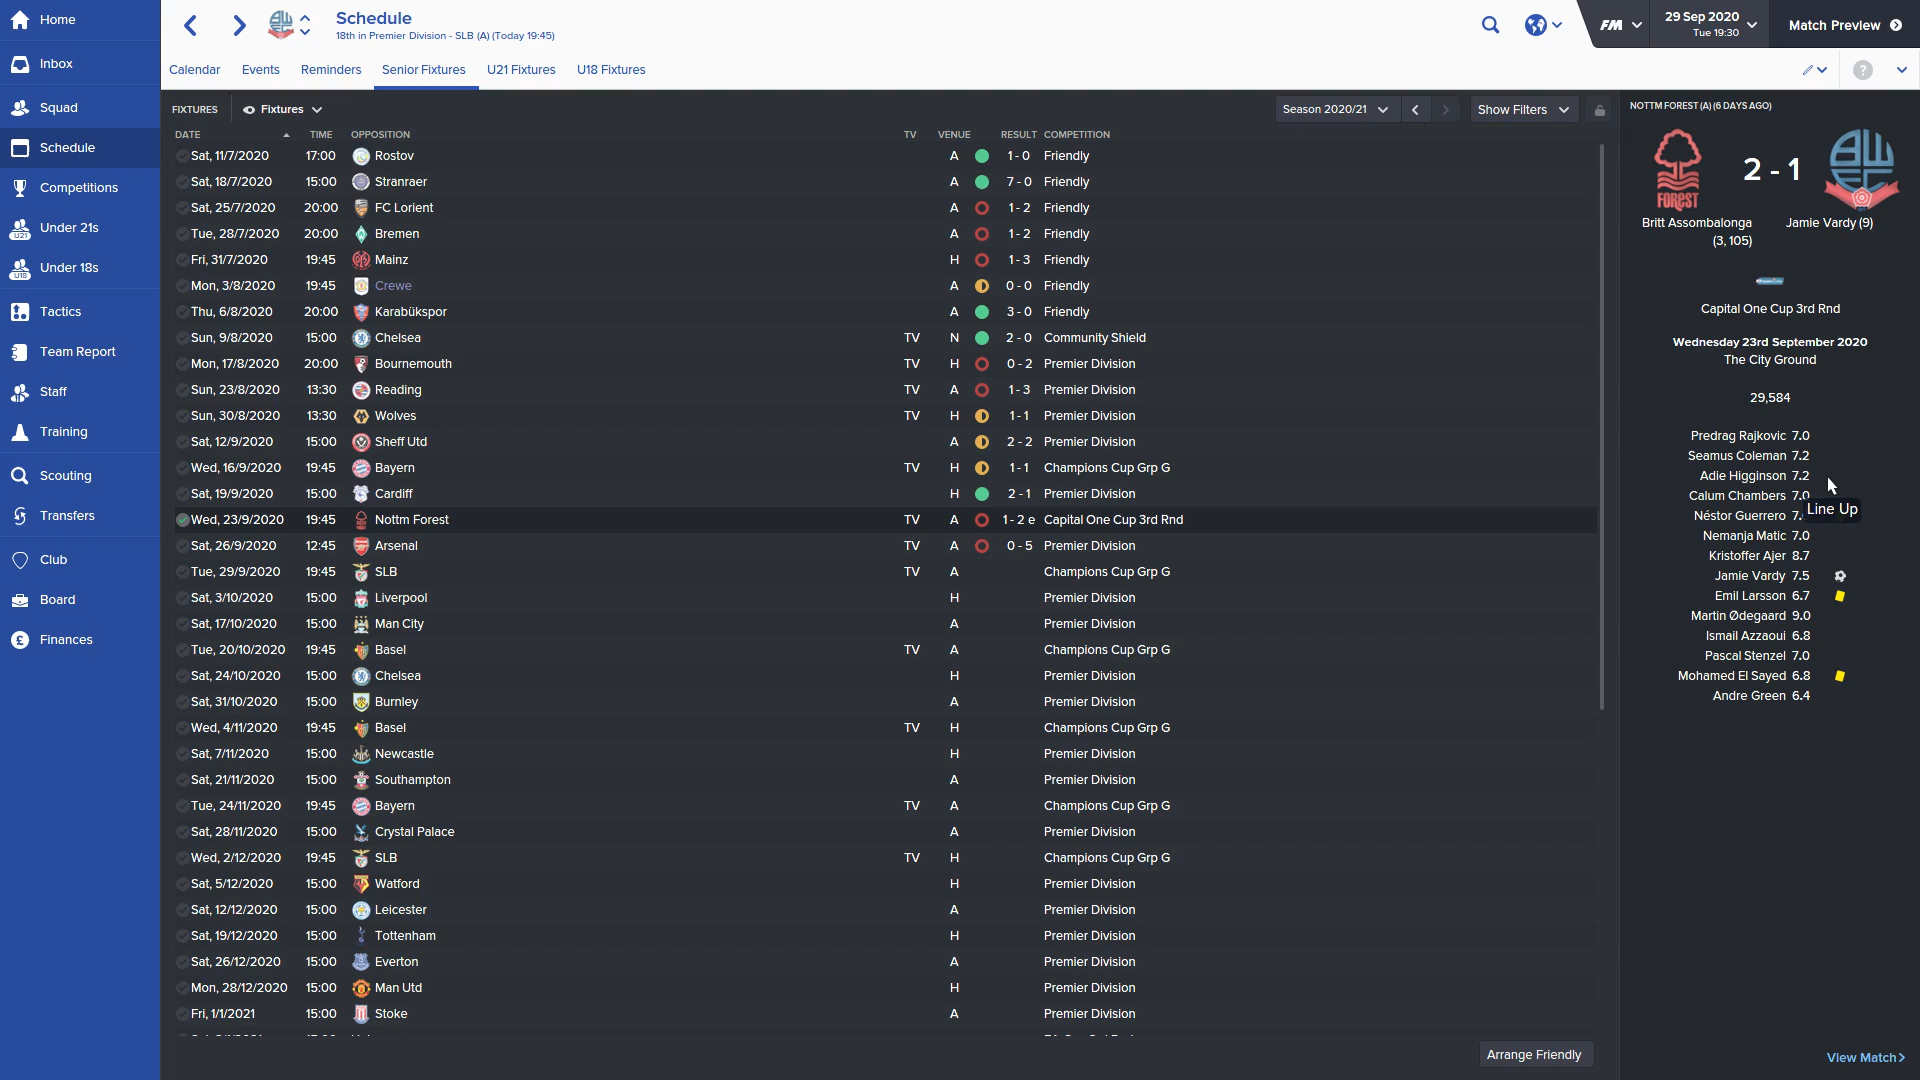 Home
Inbox
Squad
Schedule
Competitions
Under 21s
Under 18s
Tactics
Team Report
Staff
Training
Scouting
Transfers
Club
Board
Finances
Schedule
18th in Premier Division - SLB (A) (Today 19:45)
FM
29 Sep 2020
Tue 19:30
Match Preview
Calendar Events Reminders Senior Fixtures U21 Fixtures U18 Fixtures
FIXTURES Fixtures Season 2020/21 Show Filters
DATE TIME OPPOSITION TV VENUE RESULT COMPETITION
Sat, 11/7/2020 17:00 Rostov A 1 - 0 Friendly
Sat, 18/7/2020 15:00 Stranraer A 7 - 0 Friendly
Sat, 25/7/2020 20:00 FC Lorient A 1 - 2 Friendly
Tue, 28/7/2020 20:00 Bremen A 1 - 2 Friendly
Fri, 31/7/2020 19:45 Mainz H 1 - 3 Friendly
Mon, 3/8/2020 19:45 Crewe A 0 - 0 Friendly
Thu, 6/8/2020 20:00 Karabükspor A 3 - 0 Friendly
Sun, 9/8/2020 15:00 Chelsea TV N 2 - 0 Community Shield
Mon, 17/8/2020 20:00 Bournemouth TV H 0 - 2 Premier Division
Sun, 23/8/2020 13:30 Reading TV A 1 - 3 Premier Division
Sun, 30/8/2020 13:30 Wolves TV H 1 - 1 Premier Division
Sat, 12/9/2020 15:00 Sheff Utd A 2 - 2 Premier Division
Wed, 16/9/2020 19:45 Bayern TV H 1 - 1 Champions Cup Grp G
Sat, 19/9/2020 15:00 Cardiff H 2 - 1 Premier Division
Wed, 23/9/2020 19:45 Nottm Forest TV A 1 - 2 e Capital One Cup 3rd Rnd
Sat, 26/9/2020 12:45 Arsenal TV A 0 - 5 Premier Division
Tue, 29/9/2020 19:45 SLB TV A Champions Cup Grp G
Sat, 3/10/2020 15:00 Liverpool H Premier Division
Sat, 17/10/2020 15:00 Man City A Premier Division
Tue, 20/10/2020 19:45 Basel TV A Champions Cup Grp G
Sat, 24/10/2020 15:00 Chelsea H Premier Division
Sat, 31/10/2020 15:00 Burnley A Premier Division
Wed, 4/11/2020 19:45 Basel TV H Champions Cup Grp G
Sat, 7/11/2020 15:00 Newcastle H Premier Division
Sat, 21/11/2020 15:00 Southampton A Premier Division
Tue, 24/11/2020 19:45 Bayern TV A Champions Cup Grp G
Sat, 28/11/2020 15:00 Crystal Palace A Premier Division
Wed, 2/12/2020 19:45 SLB TV H Champions Cup Grp G
Sat, 5/12/2020 15:00 Watford H Premier Division
Sat, 12/12/2020 15:00 Leicester A Premier Division
Sat, 19/12/2020 15:00 Tottenham H Premier Division
Sat, 26/12/2020 15:00 Everton A Premier Division
Mon, 28/12/2020 15:00 Man Utd H Premier Division
Fri, 1/1/2021 15:00 Stoke A Premier Division
Arrange Friendly
NOTTM FOREST (A) (6 DAYS AGO)
FOREST
2 - 1
Britt Assombalonga Jamie Vardy (9)
(3, 105)
Capital One Cup 3rd Rnd
Wednesday 23rd September 2020
The City Ground
29,584
Predrag Rajkovic 7.0
Seamus Coleman 7.2
Adie Higginson 7.2
Calum Chambers 7.0
Line Up
Néstor Guerrero 7.
Nemanja Matic 7.0
Kristoffer Ajer 8.7
Jamie Vardy 7.5
Emil Larsson 6.7
Martin Ødegaard 9.0
Ismail Azzaoui 6.8
Pascal Stenzel 7.0
Mohamed El Sayed 6.8
Andre Green 6.4
View Match